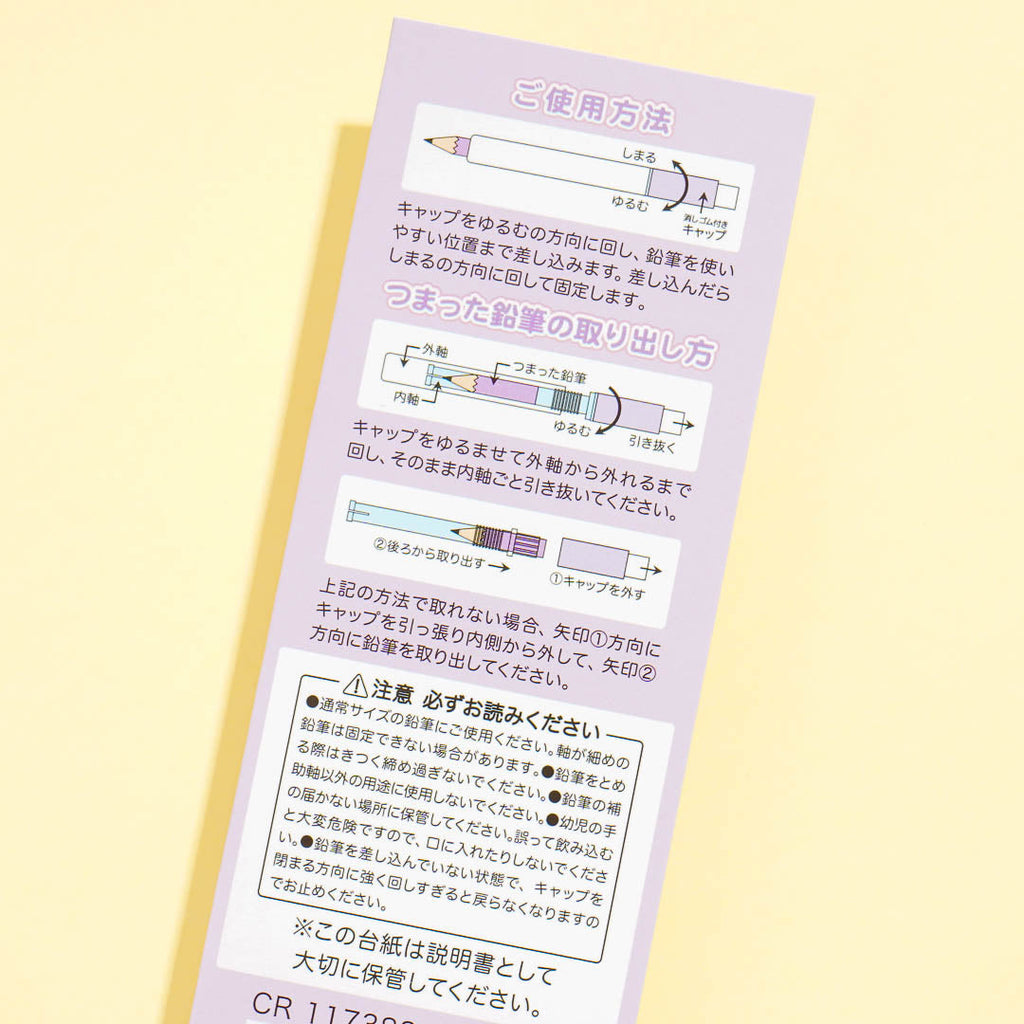 ご使用方法
しまる
ゆるむ
消しゴム付き
キャップ
キャップをゆるむの方向に回し、鉛筆を使い
やすい位置まで差し込みます。差し込んだら
しまるの方向に回して固定します。
つまった鉛筆の取り出し方
外軸
つまった鉛筆
内軸
ゆるむ
引き抜く
キャップをゆるませて外軸から外れるまで
回し、そのまま内軸ごと引き抜いてください。
②後ろから取り出す
①キャップを外す
上記の方法で取れない場合、矢印①方向に
キャップを引っ張り内側から外して、矢印②
方向に鉛筆を取り出してください。
注意 必ずお読みください
●通常サイズの鉛筆にご使用ください。軸が細めの
鉛筆は固定できない場合があります。●鉛筆をとめ
る際はきつく締め過ぎないでください。●鉛筆の補
助軸以外の用途に使用しないでください。●幼児の手
の届かない場所に保管してください。誤って飲み込む
と大変危険ですので、口に入れたりしないでくださ
い。●鉛筆を差し込んでいない状態で、キャップを
閉まる方向に強く回しすぎると戻らなくなりますの
でお止めください。
※この台紙は説明書として
大切に保管してください。
CR